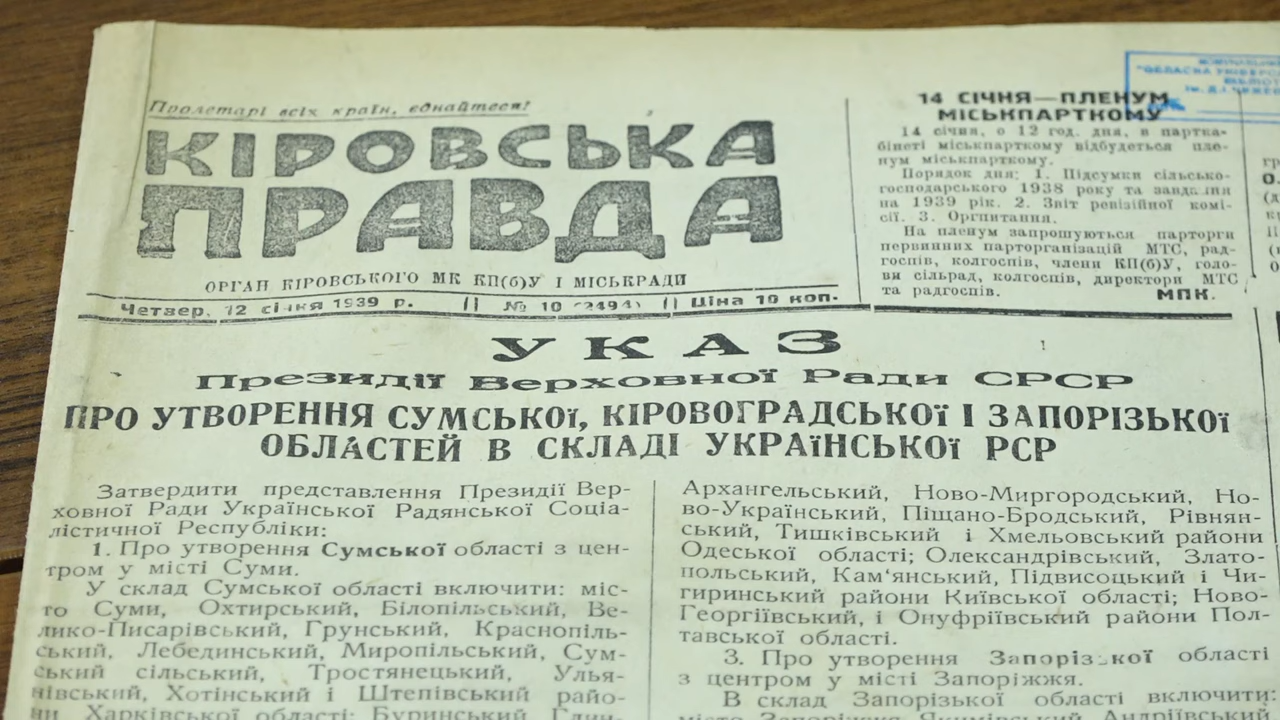 Пролетарі всіх країн, єднайтеся!
КІРОВСЬКА
ПРАВДА
ОРГАН КІРОВСЬКОГО МК КП(б)У І МІСЬКРАДИ
Четвер, 12 січня 1939 р. || № 10 (2494) || Ціна 10 коп.
14 СІЧНЯ—ПЛЕНУМ
МІСЬКПАРТКОМУ
14 січня, о 12 год. дня, в партка-
бінеті міськпарткому відбудеться пле-
нум міськпарткому.
Порядок дня: 1. Підсумки сільсько-
господарського 1938 року та завдання
на 1939 рік. 2. Звіт ревізійної комі-
сії. 3. Оргпитання.
На пленум запрошуються парторги
первинних парторганізацій МТС, рад-
госпів, колгоспів, члени КП(б)У, голо-
ви сільрад, колгоспів, директори МТС
та радгоспів.
МПК.
УКАЗ
Президії Верховної Ради СРСР
ПРО УТВОРЕННЯ СУМСЬКОЇ, КІРОВОГРАДСЬКОЇ І ЗАПОРІЗЬКОЇ
ОБЛАСТЕЙ В СКЛАДІ УКРАЇНСЬКОЇ РСР
Затвердити представлення Президії Вер-
ховної Ради Української Радянської Соціа-
лістичної Республіки:
1. Про утворення Сумської області з цен-
тром у місті Суми.
У склад Сумської області включити: міс-
то Суми, Охтирський, Білопільський, Ве-
лико-Писарівський, Грунський, Краснопіль-
ський, Лебединський, Миропільський, Сум-
ський сільський, Тростянецький, Улья-
нівський, Хотінський і Штепівський райо-
ни Харківської області; Буринський, Глин-
Архангельський, Ново-Миргородський, Но-
во-Український, Піщано-Бродський, Рівнян-
ський, Тишківський і Хмельовський райони
Одеської області; Олександрівський, Злато-
польський, Кам'янський, Підвисоцький і Чи-
гиринський райони Київської області; Ново-
Георгіївський, і Онуфріївський райони Пол-
тавської області.
3. Про утворення Запорізької області
з центром у місті Запоріжжя.
В склад Запорізької області включити:
місто Запоріжжя, Якимівський, Андріївський